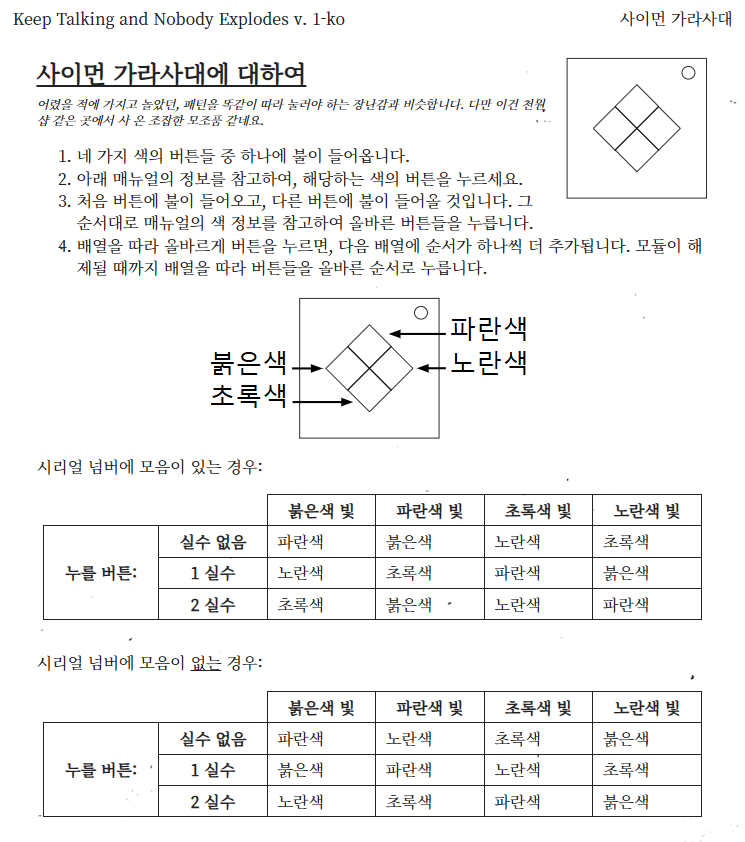 Keep Talking and Nobody Explodes v. 1-ko 사이먼 가라사대
사이먼 가라사대에 대하여
어렸을 적에 가지고 놀았던, 패턴을 똑같이 따라 눌러야 하는 장난감과 비슷합니다. 다만 이건 천원
샵 같은 곳에서 사 온 조잡한 모조품 같네요.
1. 네 가지 색의 버튼들 중 하나에 불이 들어옵니다.
2. 아래 매뉴얼의 정보를 참고하여, 해당하는 색의 버튼을 누르세요.
3. 처음 버튼에 불이 들어오고, 다른 버튼에 불이 들어올 것입니다. 그
순서대로 매뉴얼의 색 정보를 참고하여 올바른 버튼들을 누릅니다.
4. 배열을 따라 올바르게 버튼을 누르면, 다음 배열에 순서가 하나씩 더 추가됩니다. 모듈이 해
제될 때까지 배열을 따라 버튼들을 올바른 순서로 누릅니다.
파란색
붉은색 노란색
초록색
시리얼 넘버에 모음이 있는 경우:
붉은색 빛 파란색 빛 초록색 빛 노란색 빛
누를 버튼:
실수 없음 파란색 붉은색 노란색 초록색
1 실수 노란색 초록색 파란색 붉은색
2 실수 초록색 붉은색 노란색 파란색
시리얼 넘버에 모음이 없는 경우:
붉은색 빛 파란색 빛 초록색 빛 노란색 빛
누를 버튼:
실수 없음 파란색 노란색 초록색 붉은색
1 실수 붉은색 파란색 노란색 초록색
2 실수 노란색 초록색 파란색 붉은색